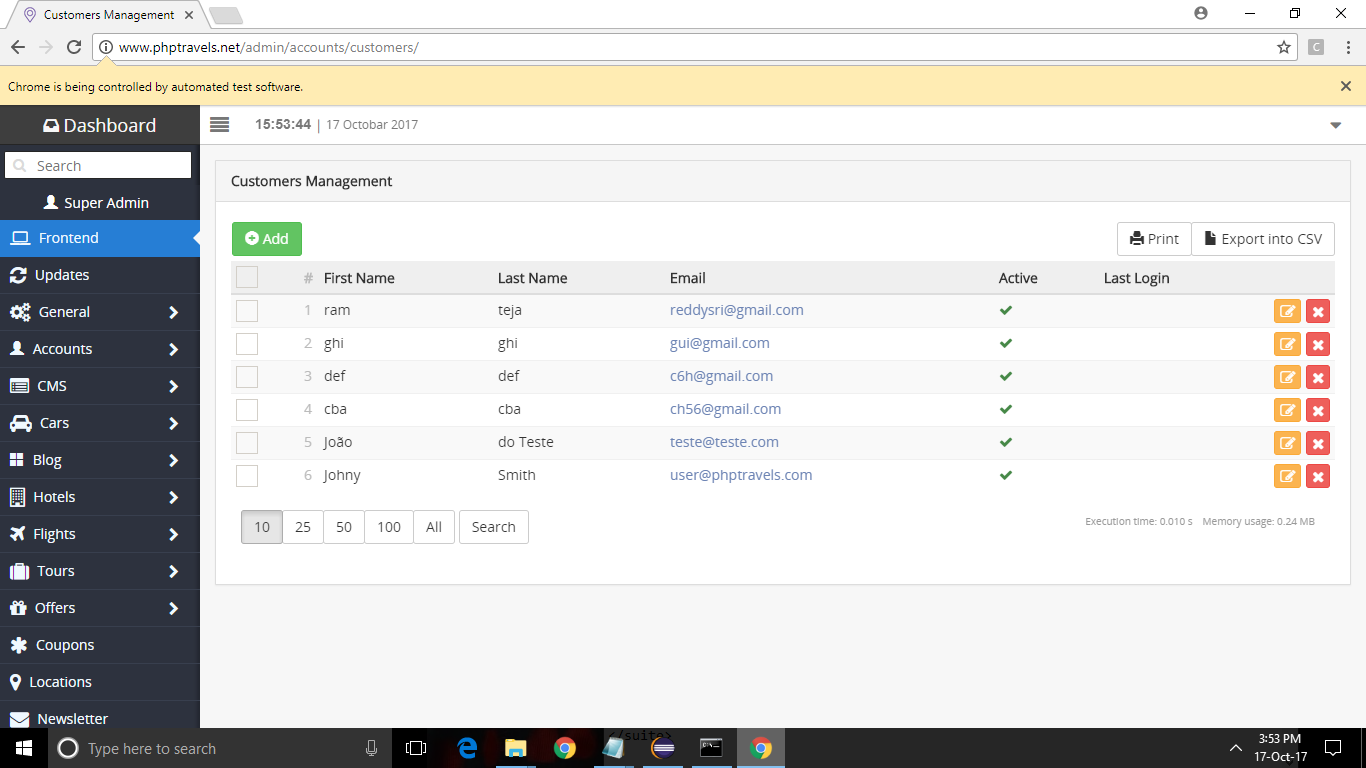 Customers Management
www.phptravels.net/admin/accounts/customers/
C
Chrome is being controlled by automated test software.
Dashboard
15:53:44 | 17 Octobar 2017
Search
Super Admin
Frontend
Updates
General
Accounts
CMS
Cars
Blog
Hotels
Flights
Tours
Offers
Coupons
Locations
Newsletter
Customers Management
Add
Print
Export into CSV
# First Name Last Name Email Active Last Login
1 ram teja reddysri@gmail.com
2 ghi ghi gui@gmail.com
3 def def c6h@gmail.com
4 cba cba ch56@gmail.com
5 João do Teste teste@teste.com
6 Johny Smith user@phptravels.com
10 25 50 100 All Search
Execution time: 0.010 s Memory usage: 0.24 MB
Type here to search
</suite>
3:53 PM
17-Oct-17